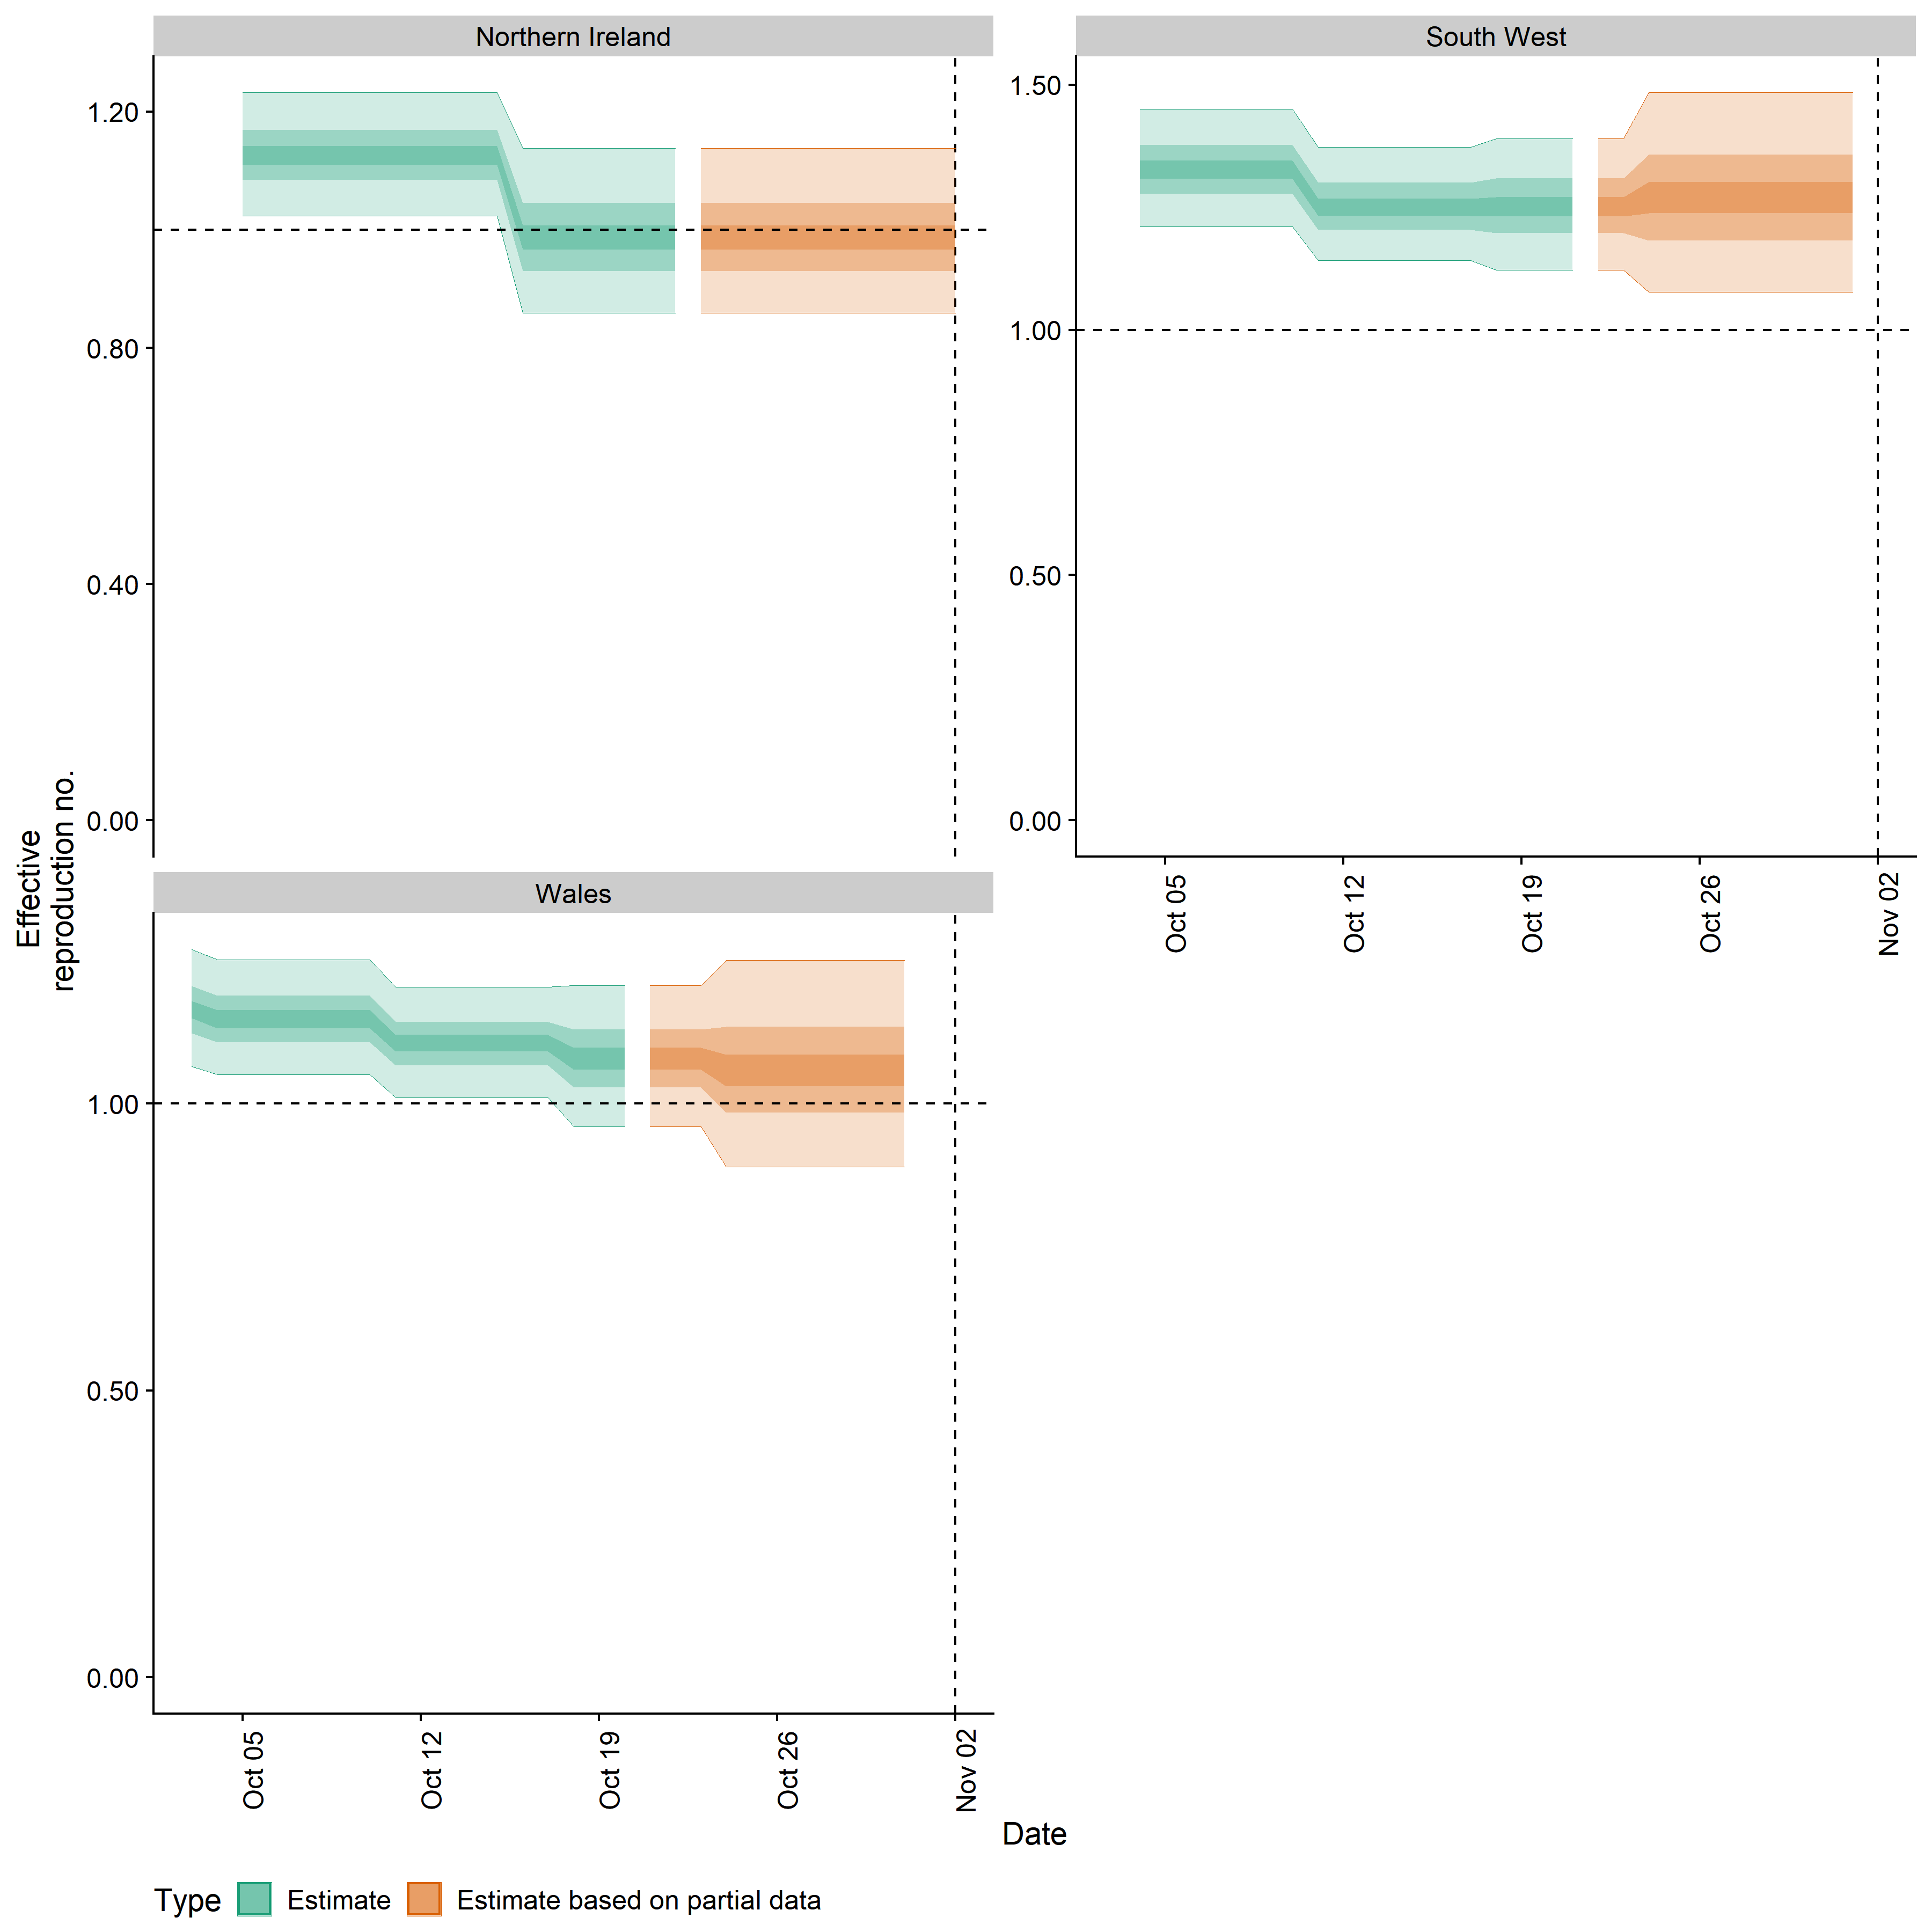 Northern Ireland
South West
1.20
0.80
0.40
0.00
1.50
1.00
0.50
0.00
Oct 05
Oct 12
Oct 19
Oct 26
Nov 02
Effective
reproduction no.
Wales
1.00
0.50
0.00
Oct 05
Oct 12
Oct 19
Oct 26
Nov 02
Date
Type Estimate Estimate based on partial data